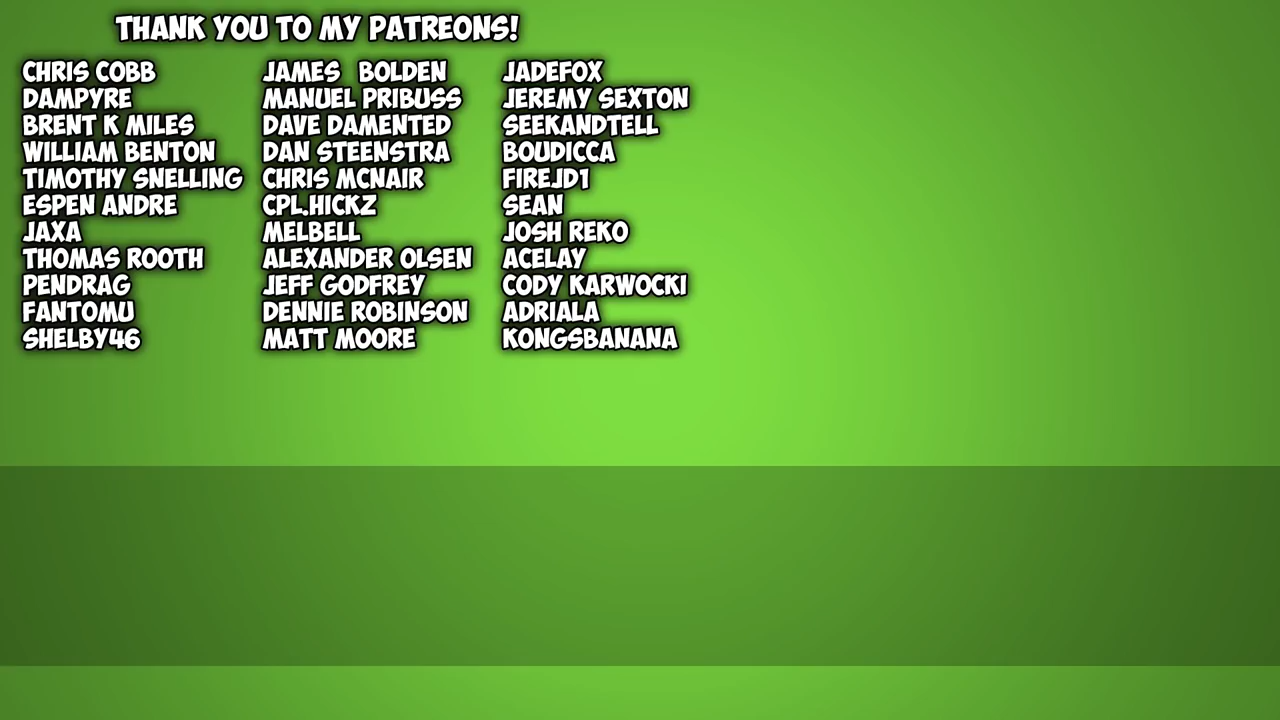 THANK YOU TO MY PATREONS!
CHRIS COBB
DAMPYRE
BRENT K MILES
WILLIAM BENTON
TIMOTHY SNELLING
ESPEN ANDRE
JAXA
THOMAS ROOTH
PENDRAG
FANTOMU
SHELBY46
JAMES BOLDEN
MANUEL PRIBUSS
DAVE DAMENTED
DAN STEENSTRA
CHRIS MCNAIR
CPL.HICKZ
MELBELL
ALEXANDER OLSEN
JEFF GODFREY
DENNIE ROBINSON
MATT MOORE
JADEFOX
JEREMY SEXTON
SEEKANDTELL
BOUDICCA
FIREJD1
SEAN
JOSH REKO
ACELAY
CODY KARWOCKI
ADRIALA
KONGSBANANA